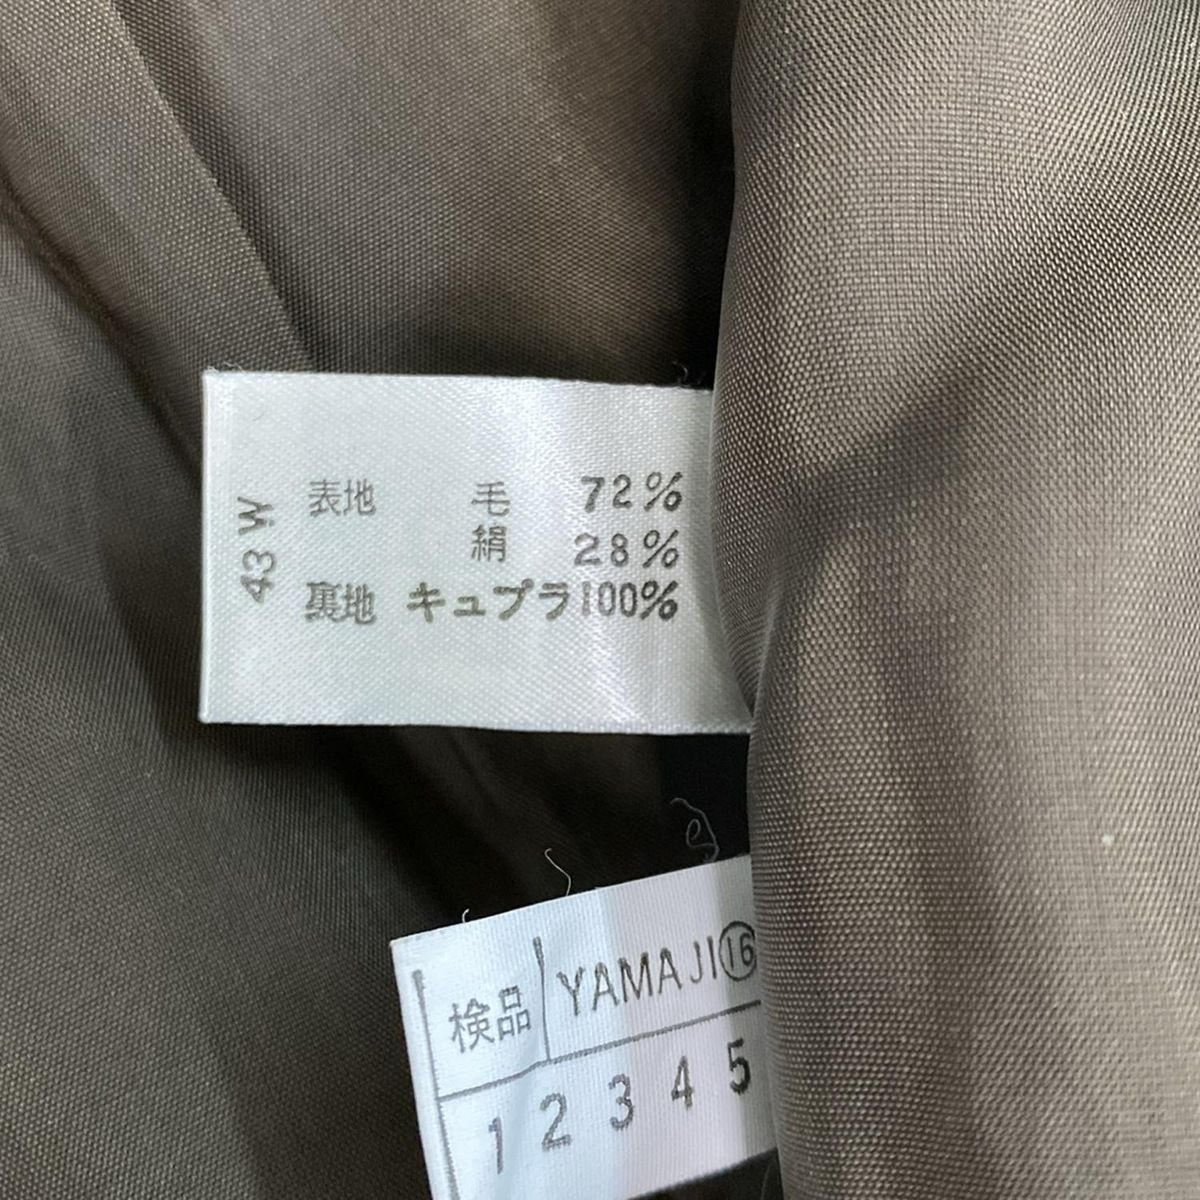 43W
表地 毛 72%
絹 28%
裏地 キュプラ100%
検品 YAMAJI⑯
1 2 3 4 5